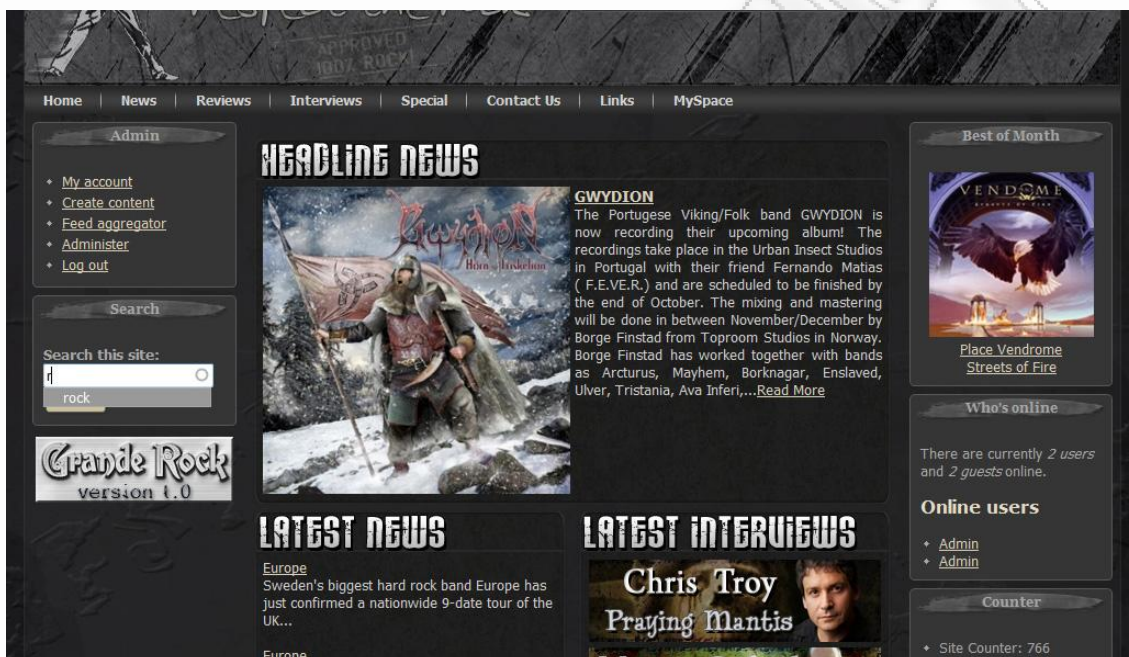 APPROVED
100% ROCK!
Home | News | Reviews | Interviews | Special | Contact Us | Links | MySpace
Admin
My account
Create content
Feed aggregator
Administer
Log out
Search
Search this site:
r
rock
Grande Rock
version 1.0
HEADLINE NEWS
Gwydion
GWYDION
The Portugese Viking/Folk band GWYDION is
now recording their upcoming album! The
recordings take place in the Urban Insect Studios
in Portugal with their friend Fernando Matias
( F.E.VE.R.) and are scheduled to be finished by
the end of October. The mixing and mastering
will be done in between November/December by
Borge Finstad from Toproom Studios in Norway.
Borge Finstad has worked together with bands
as Arcturus, Mayhem, Borknagar, Enslaved,
Ulver, Tristania, Ava Inferi,...Read More
LATEST NEWS
Europe
Sweden's biggest hard rock band Europe has
just confirmed a nationwide 9-date tour of the
UK...
Europe
LATEST INTERVIEWS
Chris Troy
Praying Mantis
Best of Month
VENDOME
STREETS OF FIRE
Place Vendrome
Streets of Fire
Who's online
There are currently 2 users
and 2 guests online.
Online users
Admin
Admin
Counter
Site Counter: 766